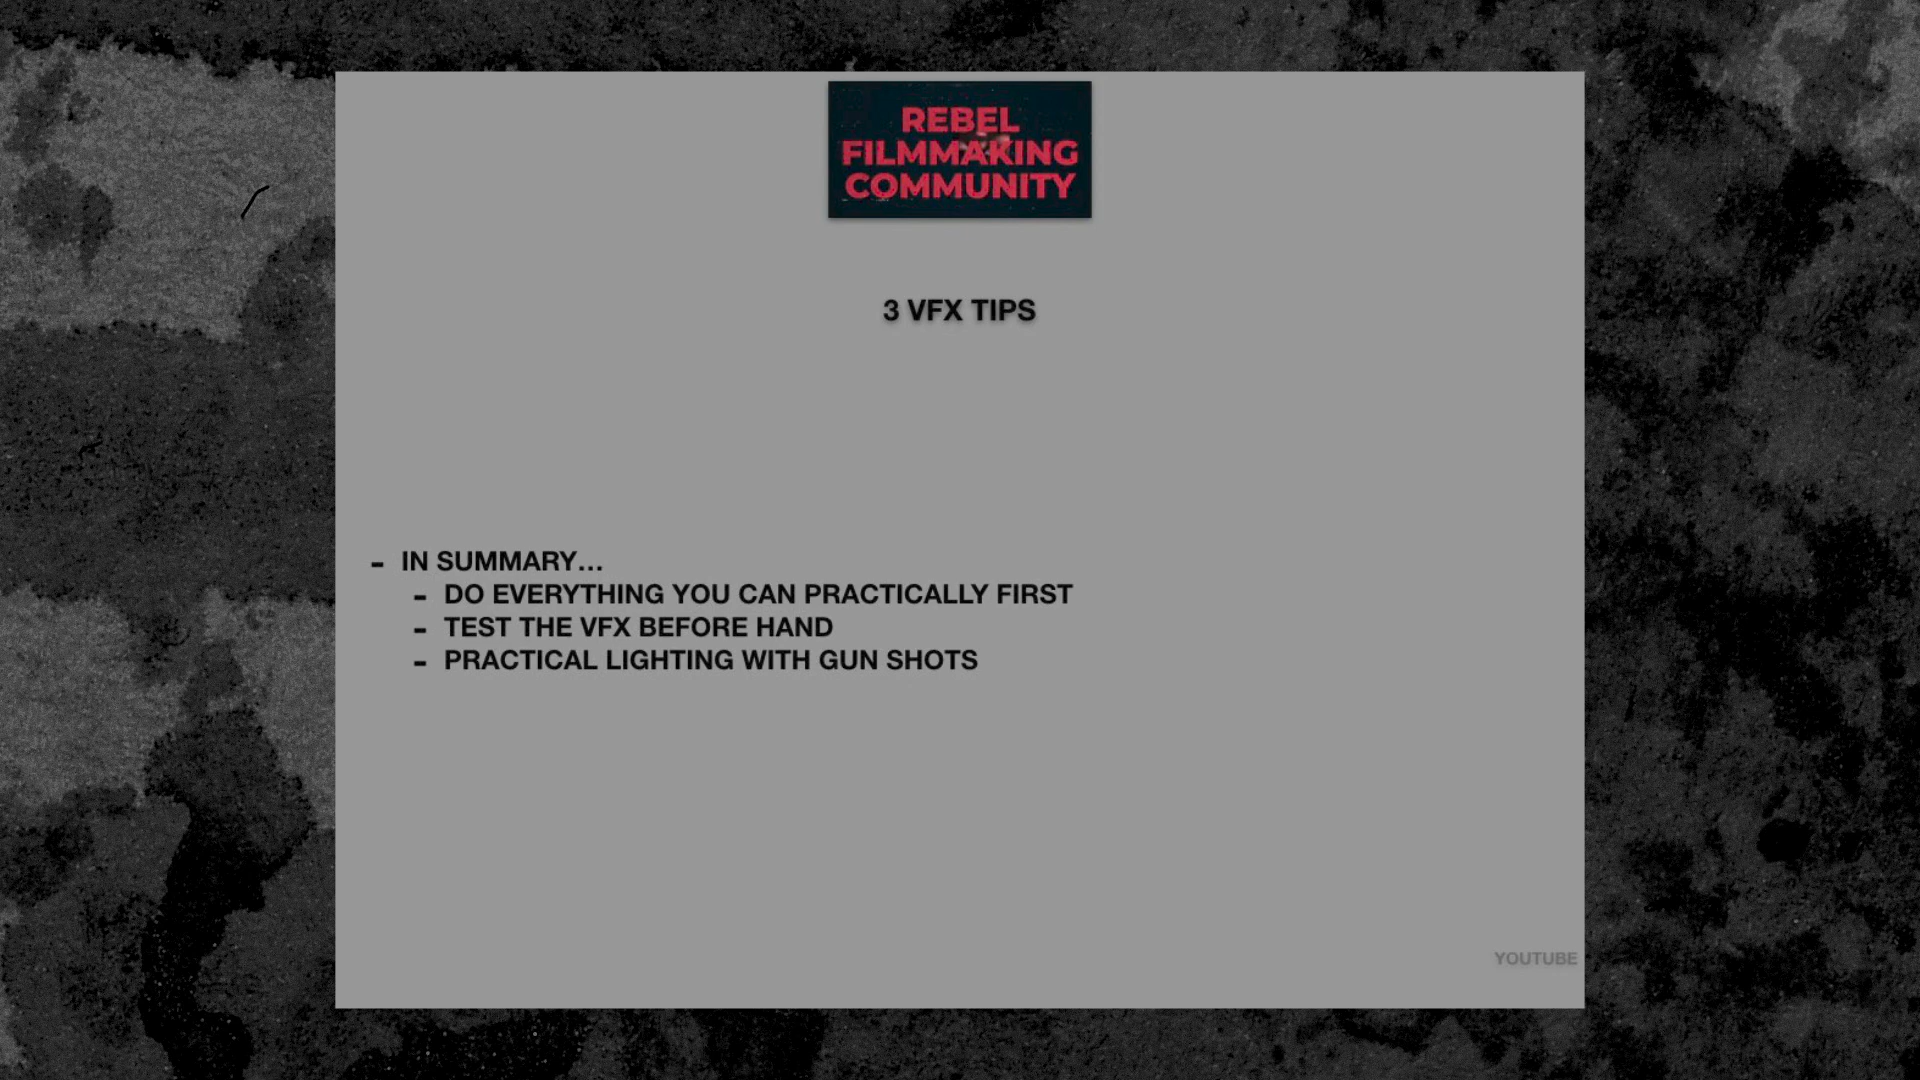 REBEL
FILMMAKING
COMMUNITY
3 VFX TIPS
- IN SUMMARY...
- DO EVERYTHING YOU CAN PRACTICALLY FIRST
- TEST THE VFX BEFORE HAND
- PRACTICAL LIGHTING WITH GUN SHOTS
YOUTUBE